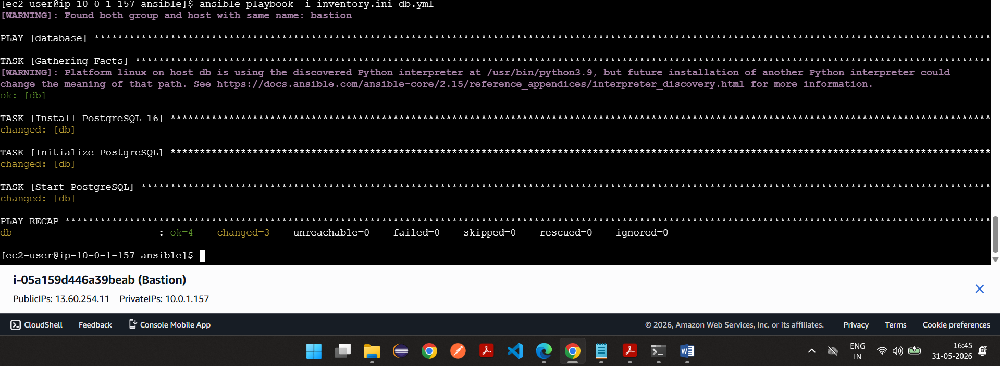 [ec2-user@ip-10-0-1-157 ansible]$ ansible-playbook -i inventory.ini db.yml
[WARNING]: Found both group and host with same name: bastion
PLAY [database] ****************************************************************************************************************************************************
TASK [Gathering Facts] *********************************************************************************************************************************************
[WARNING]: Platform linux on host db is using the discovered Python interpreter at /usr/bin/python3.9, but future installation of another Python interpreter could
change the meaning of that path. See https://docs.ansible.com/ansible-core/2.15/reference_appendices/interpreter_discovery.html for more information.
ok: [db]
TASK [Install PostgreSQL 16] ***************************************************************************************************************************************
changed: [db]
TASK [Initialize PostgreSQL] ***************************************************************************************************************************************
changed: [db]
TASK [Start PostgreSQL] ********************************************************************************************************************************************
changed: [db]
PLAY RECAP *********************************************************************************************************************************************************
db                         : ok=4    changed=3    unreachable=0    failed=0    skipped=0    rescued=0    ignored=0
[ec2-user@ip-10-0-1-157 ansible]$
i-05a159d446a39beab (Bastion)
PublicIPs: 13.60.254.11 PrivateIPs: 10.0.1.157
CloudShell Feedback Console Mobile App © 2026, Amazon Web Services, Inc. or its affiliates. Privacy Terms Cookie preferences
ENG 16:45
IN 31-05-2026